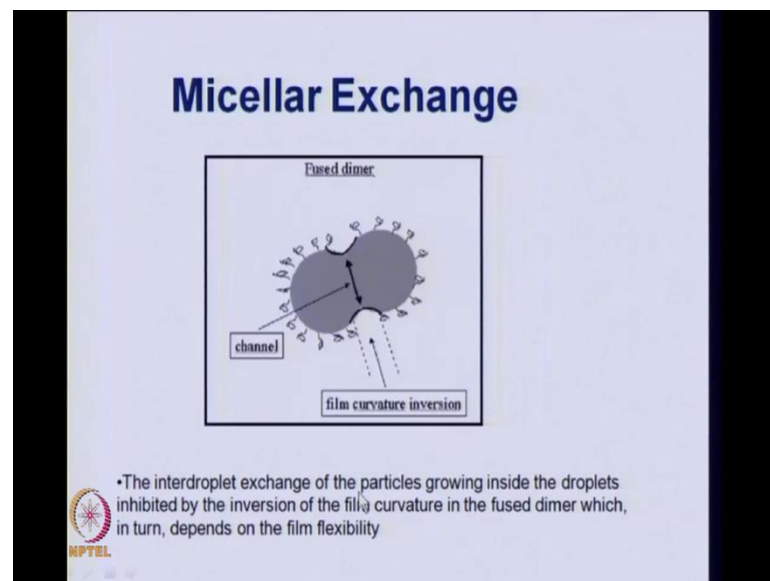 Micellar Exchange
Fused dimer
channel
film curvature inversion
•The interdroplet exchange of the particles growing inside the droplets
inhibited by the inversion of the film curvature in the fused dimer which,
in turn, depends on the film flexibility
NPTEL